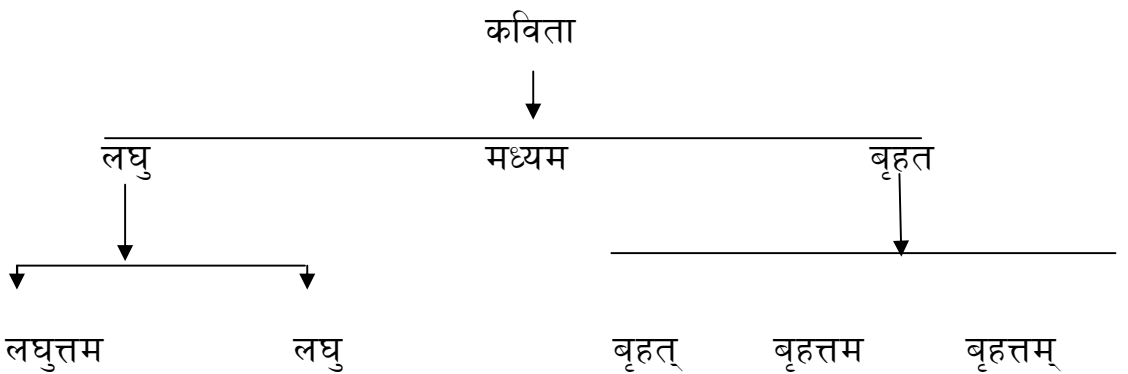 कविता
लघु मध्यम बृहत
लघुत्तम लघु बृहत् बृहत्तम बृहत्तम्